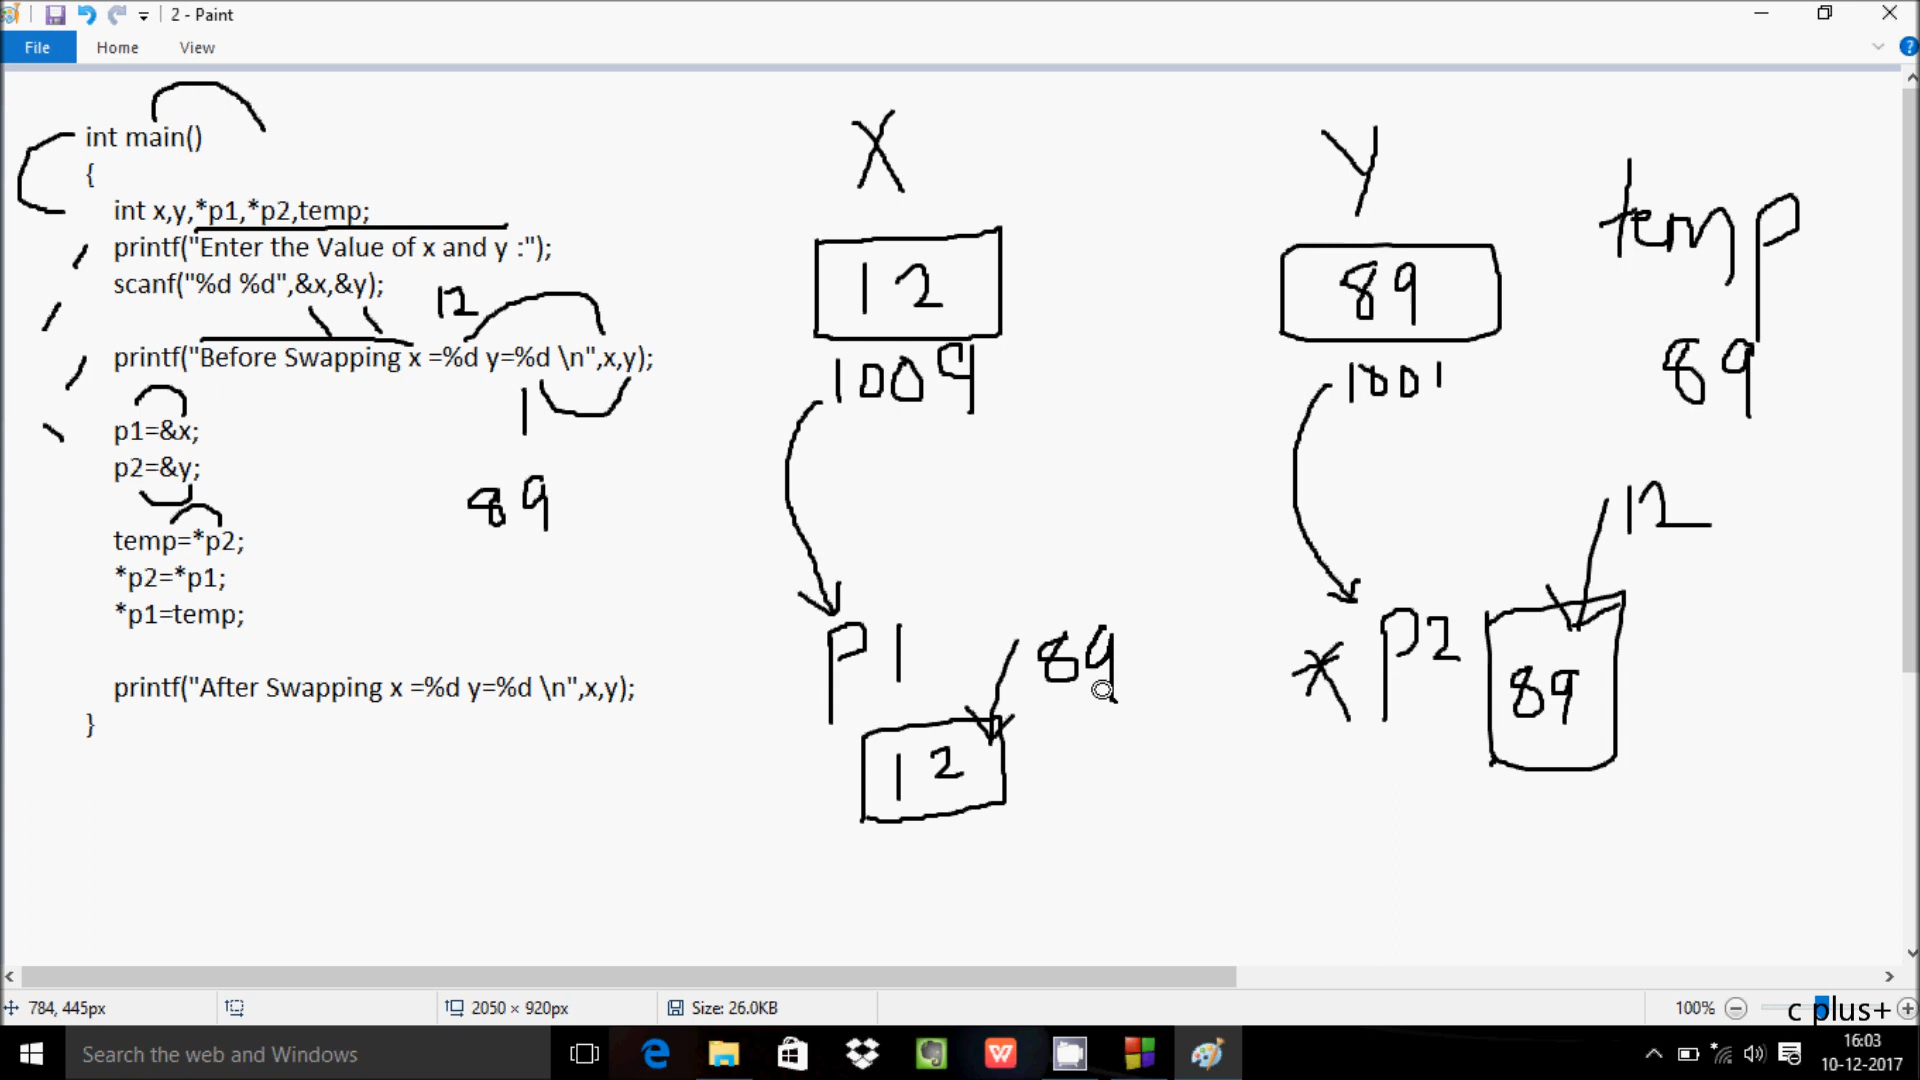 2 - Paint
File Home View
int main()
{
int x,y,*p1,*p2,temp;
printf("Enter the Value of x and y :");
scanf("%d %d",&x,&y);
12
printf("Before Swapping x =%d y=%d \n",x,y);
p1=&x;
p2=&y;
89
temp=*p2;
*p2=*p1;
*p1=temp;
printf("After Swapping x =%d y=%d \n",x,y);
}
X
12
1009
P1
89
12
Y
89
1001
*P2
89
12
temp
89
784, 445px
2050 × 920px
Size: 26.0KB
100%
c plus+
Search the web and Windows
16:03
10-12-2017